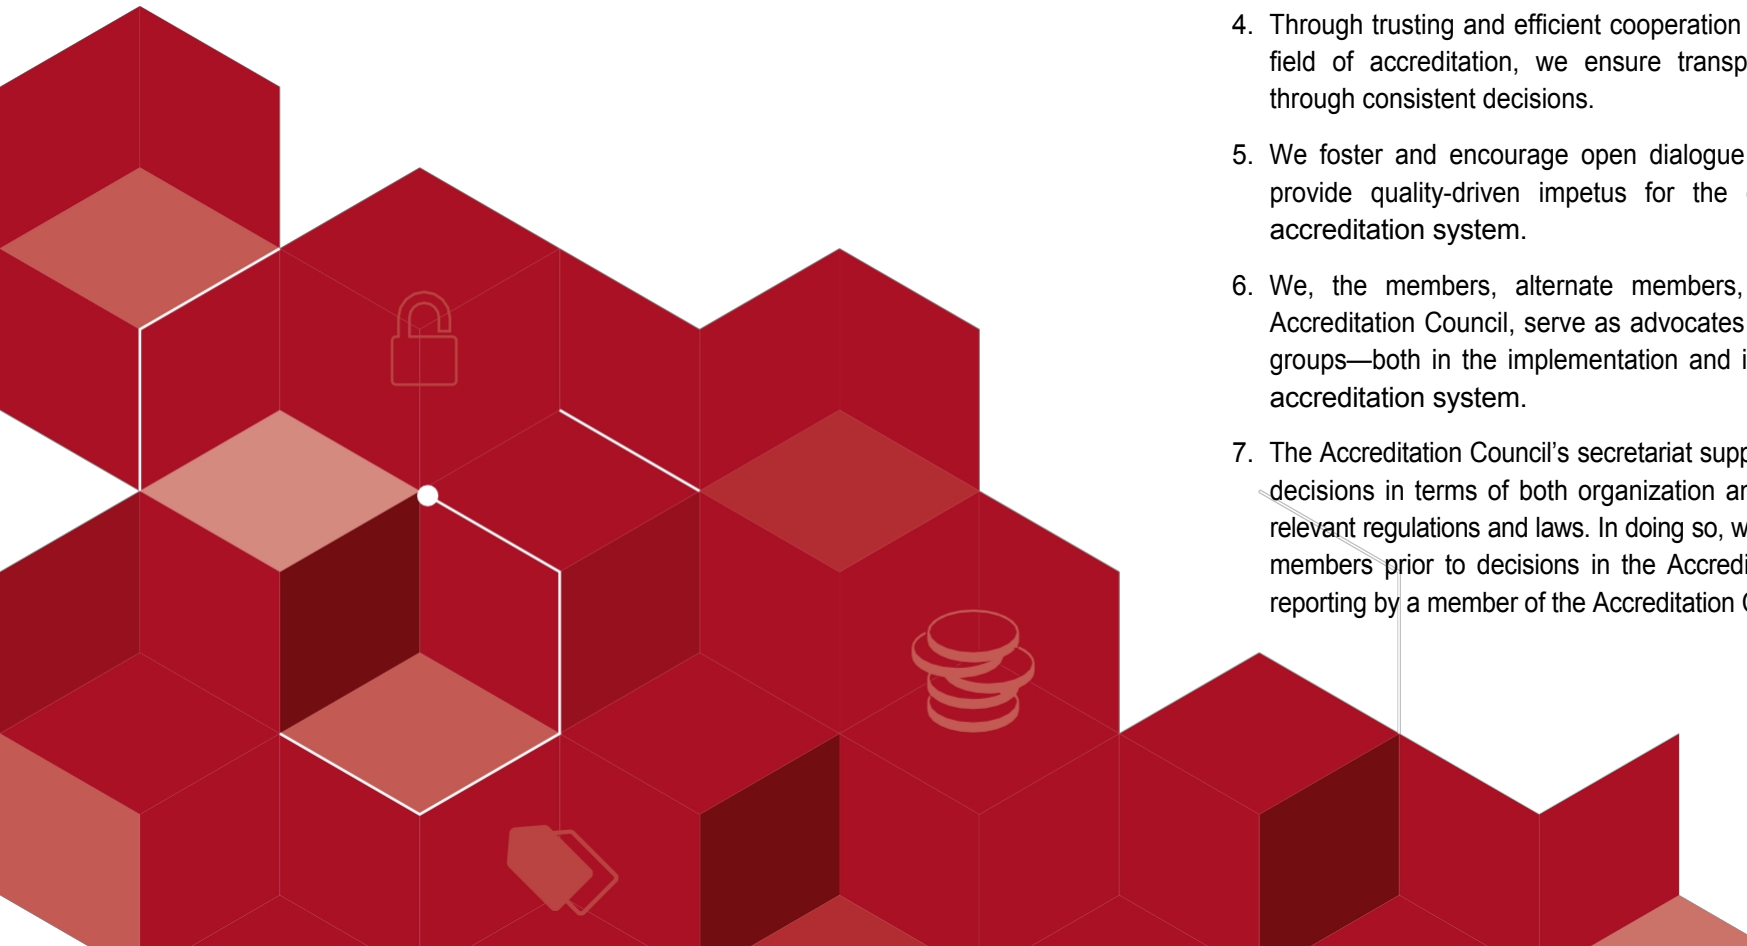 4. Through trusting and efficient cooperation
field of accreditation, we ensure
through consistent decisions.
5. We foster and encourage open dialogue
provide quality-driven impetus for the
accreditation system.
6. We, the members, alternate members,
Accreditation Council, serve as advocates
groups—both in the implementation and
accreditation system.
7. The Accreditation Council’s secretariat
decisions in terms of both organization
relevant regulations and laws. In doing so,
members prior to decisions in the
reporting by a member of the Accreditation